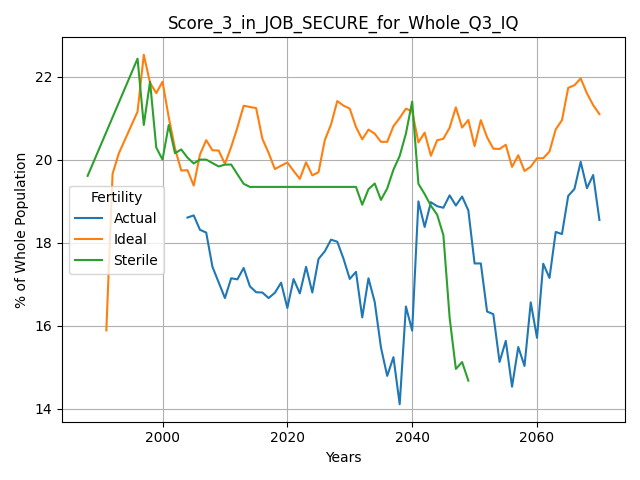 Score_3_in_JOB_SECURE_for_Whole_Q3_IQ
% of Whole Population
22
20
18
16
14
Fertility
Actual
Ideal
Sterile
2000
2020
2040
2060
Years